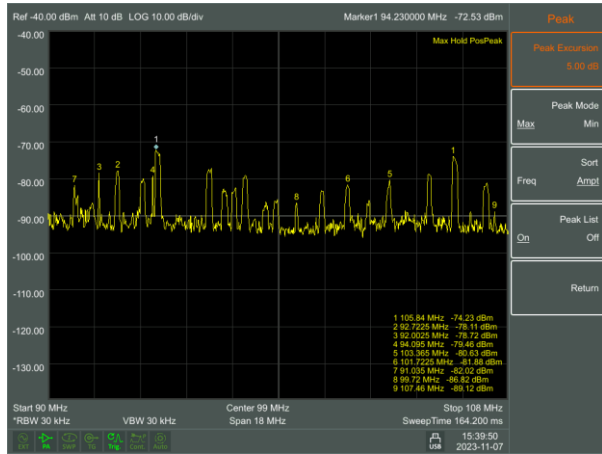 Ref -40.00 dBm Att 10 dB LOG 10.00 dB/div
Marker1 94.230000 MHz -72.53 dBm
Peak
-40.00
Max Hold PosPeak
Peak Excursion
5.00 dB
-50.00
-60.00
Peak Mode
Max Min
-70.00
1
1
3
2
4
7
6
5
8
9
Sort
Freq Ampt
-80.00
-90.00
Peak List
On Off
-100.00
Return
-110.00
-120.00
-130.00
1 105.84 MHz -74.23 dBm
2 92.7225 MHz -78.11 dBm
3 92.0025 MHz -78.72 dBm
4 94.095 MHz -79.46 dBm
5 103.365 MHz -80.63 dBm
6 101.7225 MHz -81.88 dBm
7 91.035 MHz -82.02 dBm
8 99.72 MHz -86.82 dBm
9 107.46 MHz -89.12 dBm
Start 90 MHz Center 99 MHz Stop 108 MHz
*RBW 30 kHz VBW 30 kHz Span 18 MHz SweepTime 164.200 ms
EXT PA SWP TG Trig. Cont. Auto
USB
15:39:50
2023-11-07